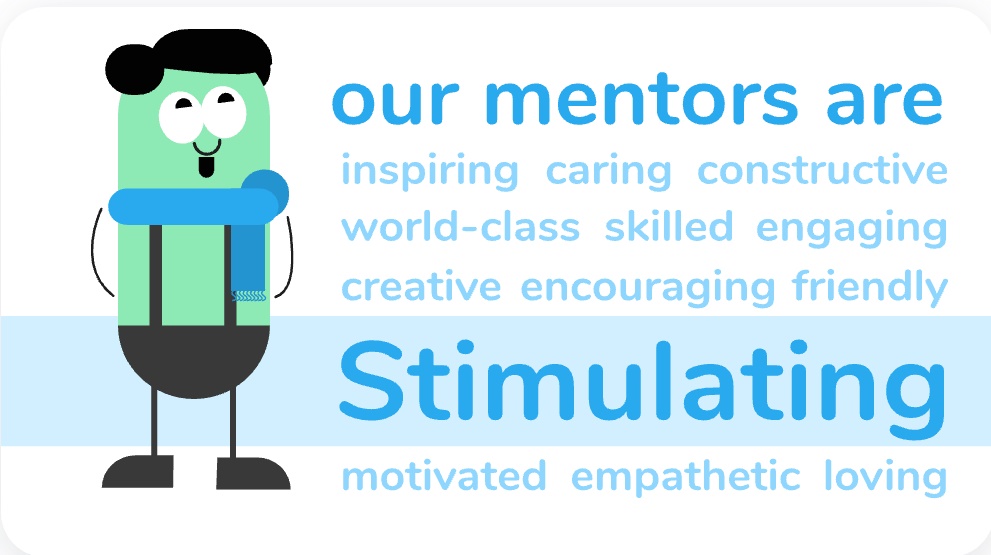 our mentors are
inspiring caring constructive
world-class skilled engaging
creative encouraging friendly
Stimulating
motivated empathetic loving